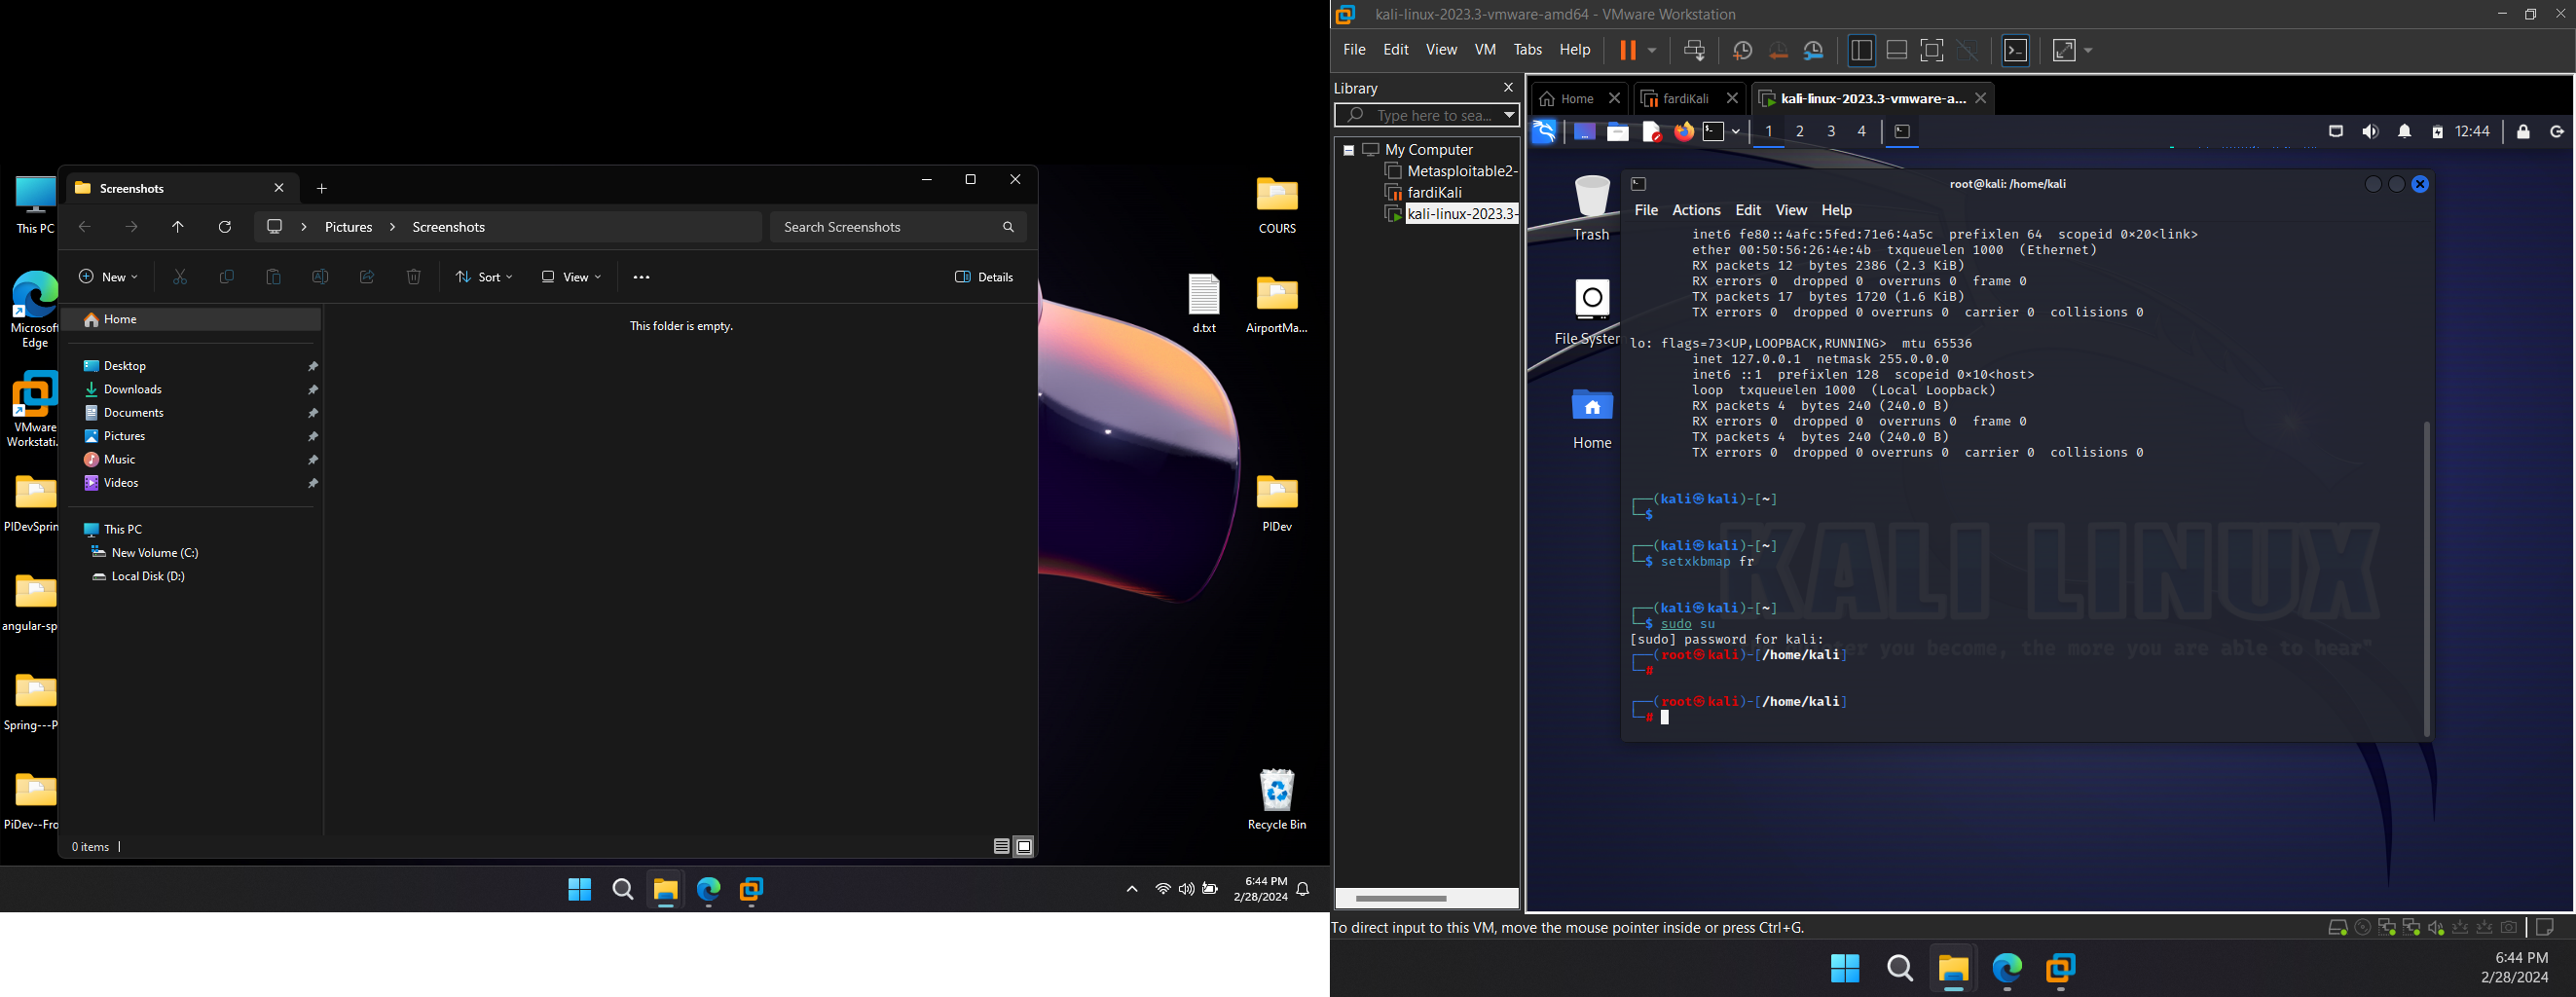 This PC
Microsoft
Edge
VMware
Workstati.
PIDevSprin
angular-sp
Spring---P
PiDev--Fro
Screenshots
Pictures
Screenshots
Search Screenshots
New
Sort
View
Details
Home
This folder is empty.
Desktop
Downloads
Documents
Pictures
Music
Videos
This PC
New Volume (C:)
Local Disk (D:)
0 items
COURS
d.txt
AirportMa...
PIDev
Recycle Bin
6:44 PM
2/28/2024
kali-linux-2023.3-vmware-amd64 - VMware Workstation
File Edit View VM Tabs Help
Library
Type here to sea...
My Computer
Metasploitable2-
fardiKali
kali-linux-2023.3-
Home
fardiKali
kali-linux-2023.3-vmware-a...
1 2 3 4
12:44
Trash
File System
Home
root@kali: /home/kali
File Actions Edit View Help
inet6 fe80::4afc:5fed:71e6:4a5c prefixlen 64 scopeid 0×20<link>
ether 00:50:56:26:4e:4b txqueuelen 1000 (Ethernet)
RX packets 12 bytes 2386 (2.3 KiB)
RX errors 0 dropped 0 overruns 0 frame 0
TX packets 17 bytes 1720 (1.6 KiB)
TX errors 0 dropped 0 overruns 0 carrier 0 collisions 0
lo: flags=73<UP,LOOPBACK,RUNNING> mtu 65536
inet 127.0.0.1 netmask 255.0.0.0
inet6 ::1 prefixlen 128 scopeid 0×10<host>
loop txqueuelen 1000 (Local Loopback)
RX packets 4 bytes 240 (240.0 B)
RX errors 0 dropped 0 overruns 0 frame 0
TX packets 4 bytes 240 (240.0 B)
TX errors 0 dropped 0 overruns 0 carrier 0 collisions 0
┌──(kali㉿kali)-[~]
└─$
┌──(kali㉿kali)-[~]
└─$ setxkbmap fr
┌──(kali㉿kali)-[~]
└─$ sudo su
[sudo] password for kali:
┌──(root㉿kali)-[/home/kali]
└─#
┌──(root㉿kali)-[/home/kali]
└─#
KALI LINUX
you become, the more you are able to hear"
To direct input to this VM, move the mouse pointer inside or press Ctrl+G.
6:44 PM
2/28/2024